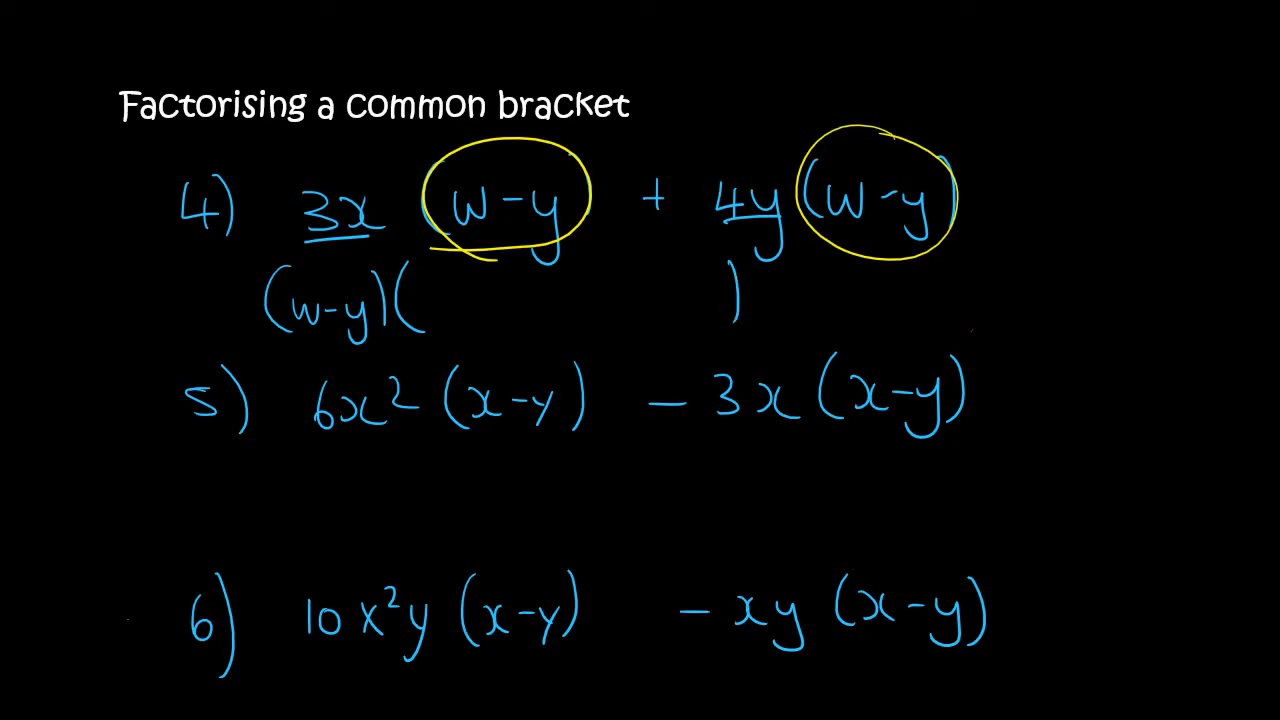 Factorising a common bracket
4) 3x (w-y) + 4y (w-y)
(w-y)( )
5) 6x² (x-y) - 3x (x-y)
6) 10x²y (x-y) - xy (x-y)